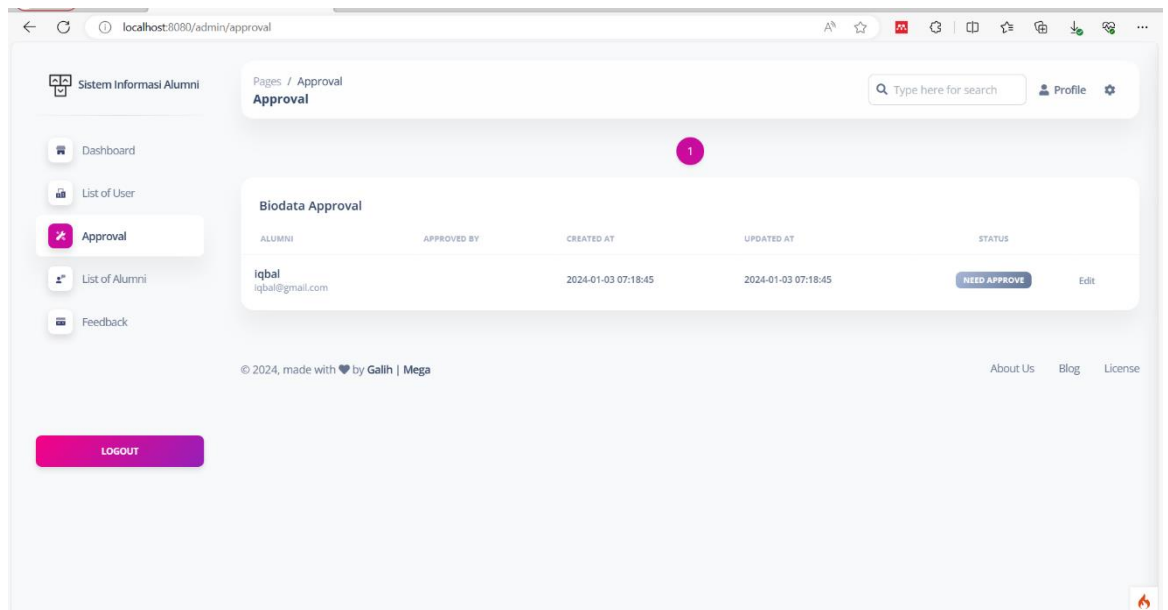 localhost:8080/admin/approval
Sistem Informasi Alumni
Pages / Approval
Approval
Type here for search
Profile
Dashboard
List of User
Approval
List of Alumni
Feedback
LOGOUT
1
Biodata Approval
ALUMNI APPROVED BY CREATED AT UPDATED AT STATUS
iqbal
iqbal@gmail.com
2024-01-03 07:18:45 2024-01-03 07:18:45 NEED APPROVE Edit
© 2024, made with ♥ by Galih | Mega
About Us Blog License